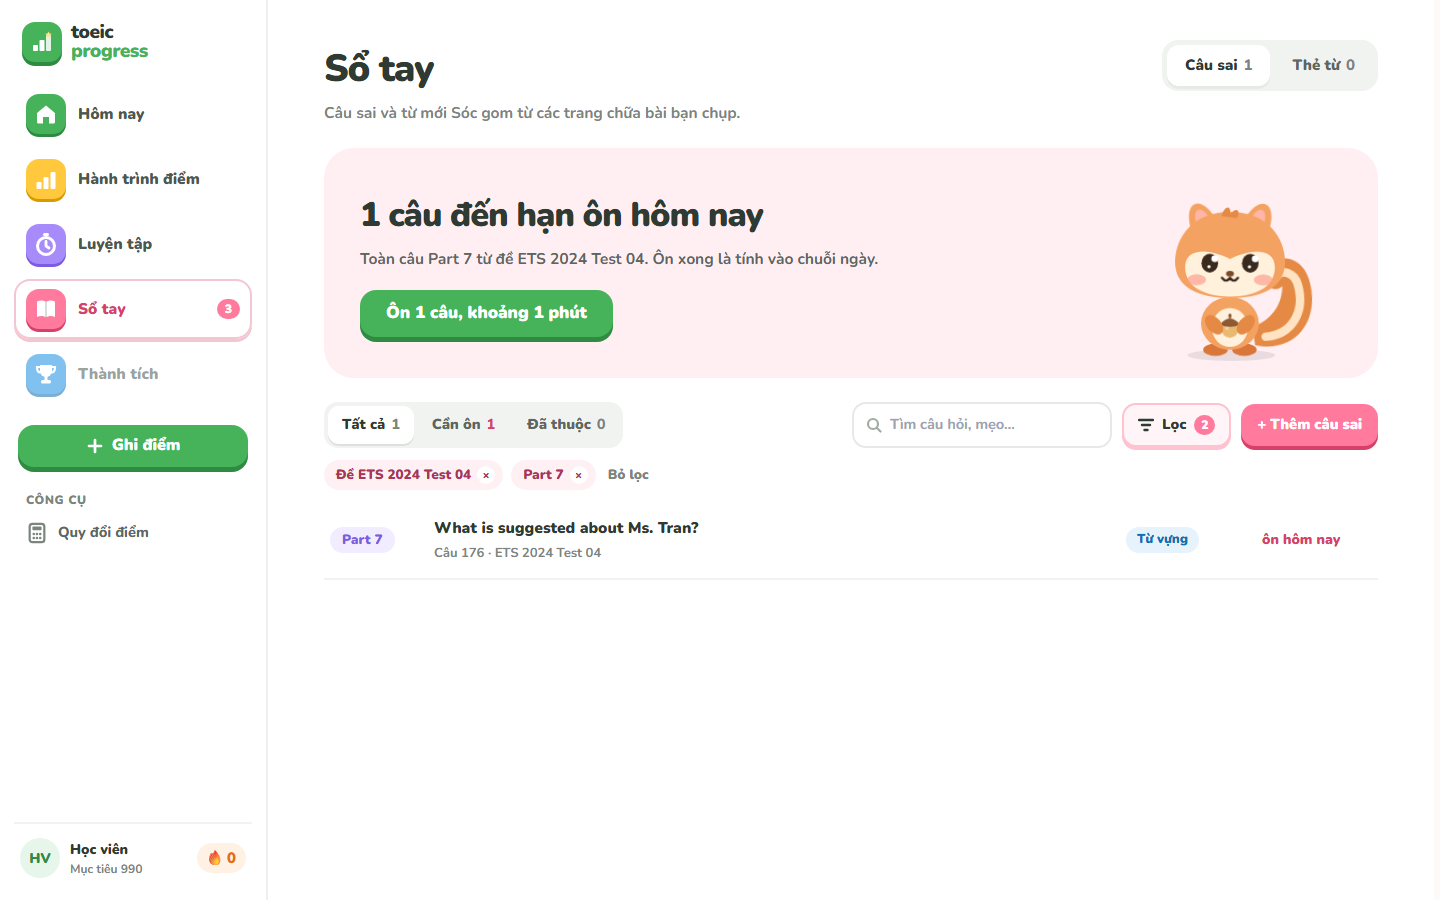 toeic
progress
Hôm nay
Hành trình điểm
Luyện tập
Sổ tay
3
Thành tích
Ghi điểm
CÔNG CỤ
Quy đổi điểm
HV
Học viên
Mục tiêu 990
0
Sổ tay
Câu sai và từ mới Sóc gom từ các trang chữa bài bạn chụp.
Câu sai 1
Thẻ từ 0
1 câu đến hạn ôn hôm nay
Toàn câu Part 7 từ đề ETS 2024 Test 04. Ôn xong là tính vào chuỗi ngày.
Ôn 1 câu, khoảng 1 phút
Tất cả 1
Cần ôn 1
Đã thuộc 0
Tìm câu hỏi, mẹo...
Lọc 2
+ Thêm câu sai
Đề ETS 2024 Test 04 ×
Part 7 ×
Bỏ lọc
Part 7
What is suggested about Ms. Tran?
Câu 176 · ETS 2024 Test 04
Từ vựng
ôn hôm nay